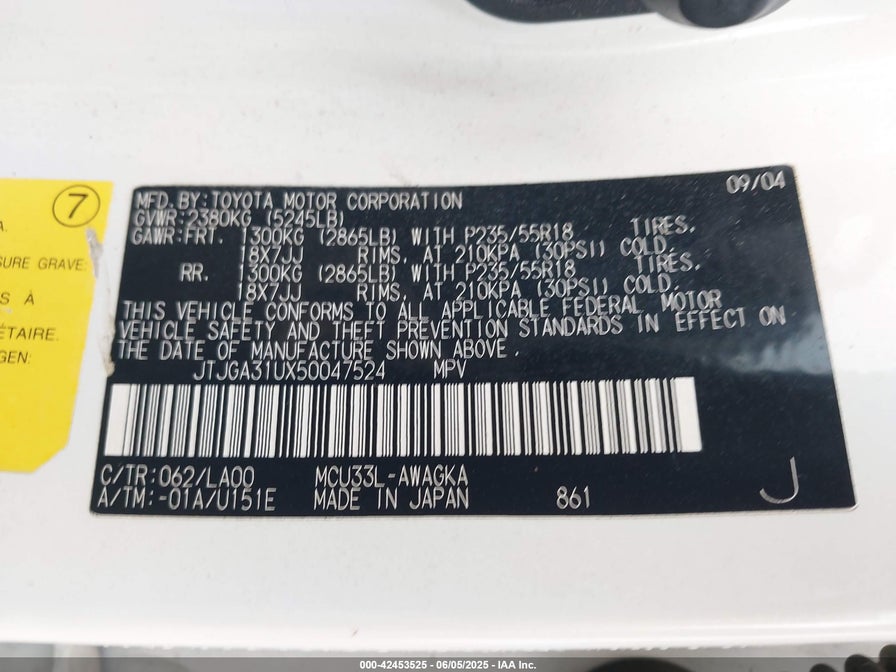 7
A.
SURE GRAVE:
S À
ÉTAIRE.
GEN:
09/04
MFD.BY:TOYOTA MOTOR CORPORATION
GVWR:2380KG (5245LB)
GAWR:FRT. 1300KG (2865LB) WITH P235/55R18 TIRES.
18X7JJ RIMS. AT 210KPA (30PSI) COLD.
RR. 1300KG (2865LB) WITH P235/55R18 TIRES.
18X7JJ RIMS. AT 210KPA (30PSI) COLD.
THIS VEHICLE CONFORMS TO ALL APPLICABLE FEDERAL MOTOR
VEHICLE SAFETY AND THEFT PREVENTION STANDARDS IN EFFECT ON
THE DATE OF MANUFACTURE SHOWN ABOVE.
JTJGA31UX50047524 MPV
C/TR:062/LA00 MCU33L-AWAGKA
A/TM:-01A/U151E MADE IN JAPAN 861 J
000-42453525 | 06/05/2025 - IAA Inc.